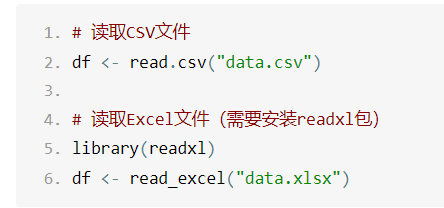 1. # 读取CSV文件
2. df <- read.csv("data.csv")
3.
4. # 读取Excel文件（需要安装readxl包）
5. library(readxl)
6. df <- read_excel("data.xlsx")